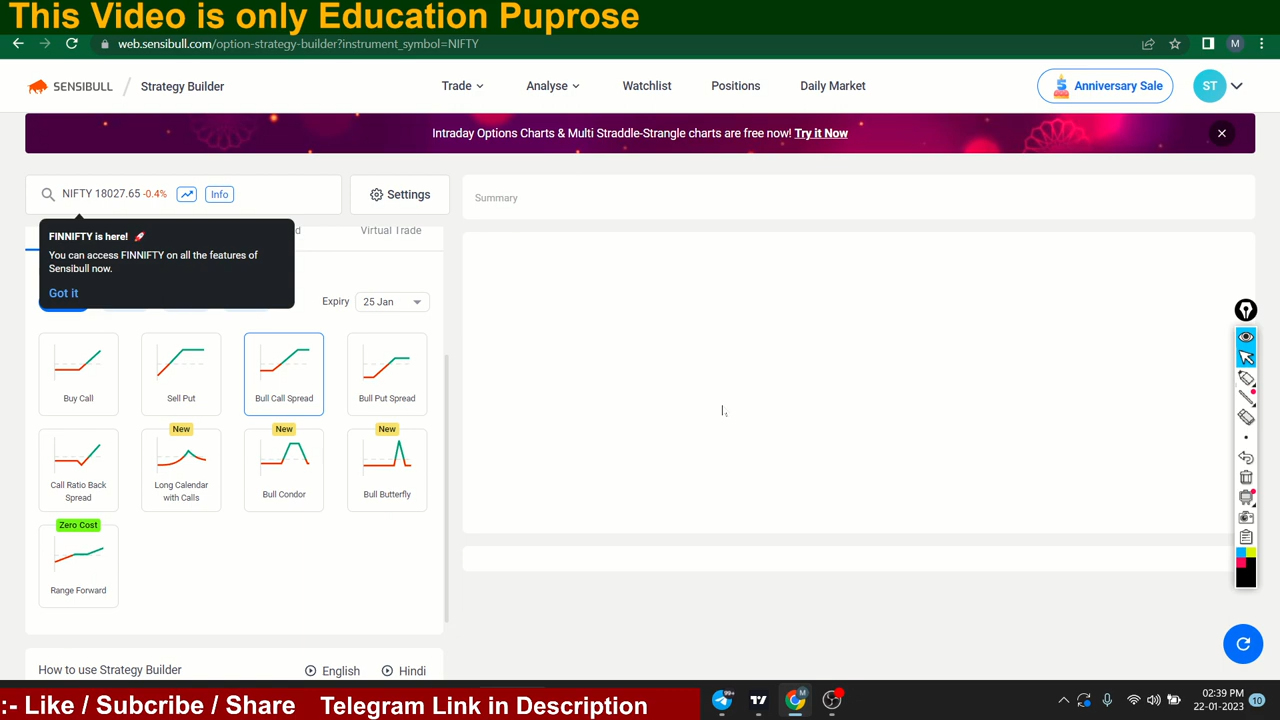 This Video is only Education Puprose
web.sensibull.com/option-strategy-builder?instrument_symbol=NIFTY
M
SENSIBULL / Strategy Builder
Trade
Analyse
Watchlist
Positions
Daily Market
5 Anniversary Sale
ST
Intraday Options Charts & Multi Straddle-Strangle charts are free now! Try it Now
NIFTY 18027.65 -0.4%
Info
Settings
Summary
FINNIFTY is here! 🚀
You can access FINNIFTY on all the features of
Sensibull now.
Got it
d
Virtual Trade
Expiry
25 Jan
Buy Call
Sell Put
Bull Call Spread
Bull Put Spread
New
New
New
Call Ratio Back
Spread
Long Calendar
with Calls
Bull Condor
Bull Butterfly
Zero Cost
Range Forward
How to use Strategy Builder
English
Hindi
:- Like / Subcribe / Share Telegram Link in Description
99+
M
02:39 PM
22-01-2023
10